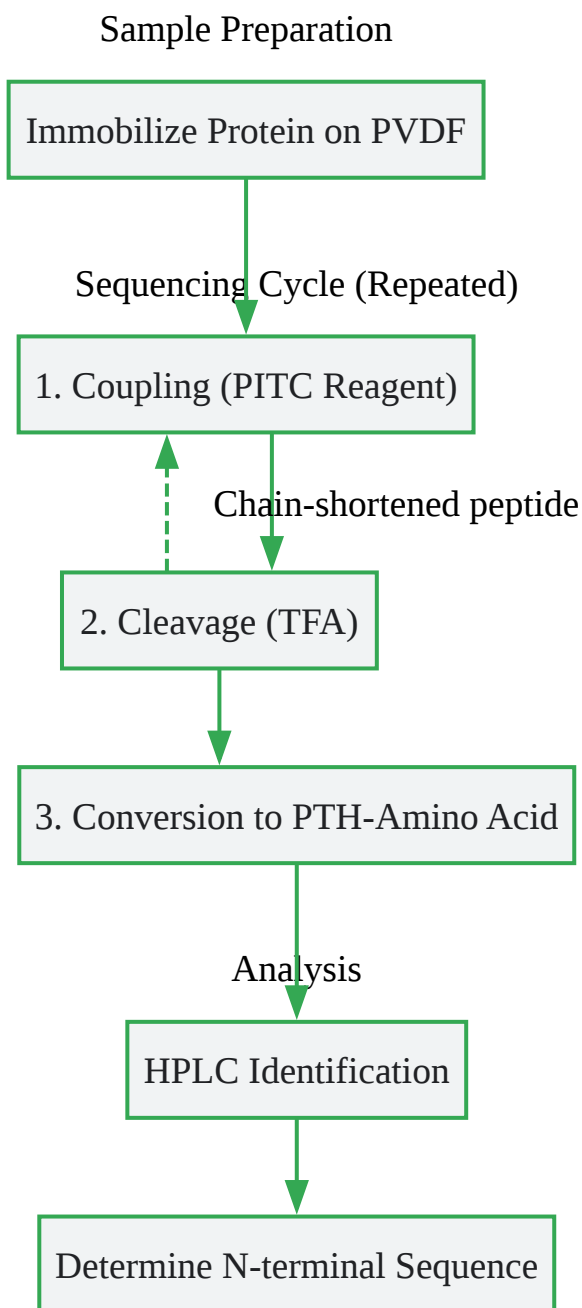 Sample Preparation
Immobilize Protein on PVDF
Sequencing Cycle (Repeated)
1. Coupling (PITC Reagent)
Chain-shortened peptide
2. Cleavage (TFA)
3. Conversion to PTH-Amino Acid
Analysis
HPLC Identification
Determine N-terminal Sequence